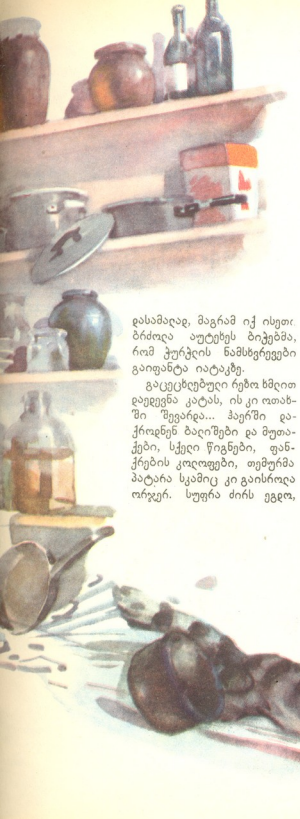 დასამალად, მაგრამ იქ ისეთი
ბრძოლა აუტეხეს ბიჭებმა,
რომ ჭურჭლის ნამსხვრევები
გაიფანტა იატაკზე.
გაცეცხლებული რეზო ხმლით
დაედევნა კატას, ის კი ოთახ-
ში შევარდა... ჰაერში და-
ქროდნენ ბალიშები და მუთა-
ქები, სქელი წიგნები, ფან-
ქრების კოლოფები, თემურმა
პატარა სკამიც კი გაისროლა
ორჯერ. სუფრა ძირს ეგდო,